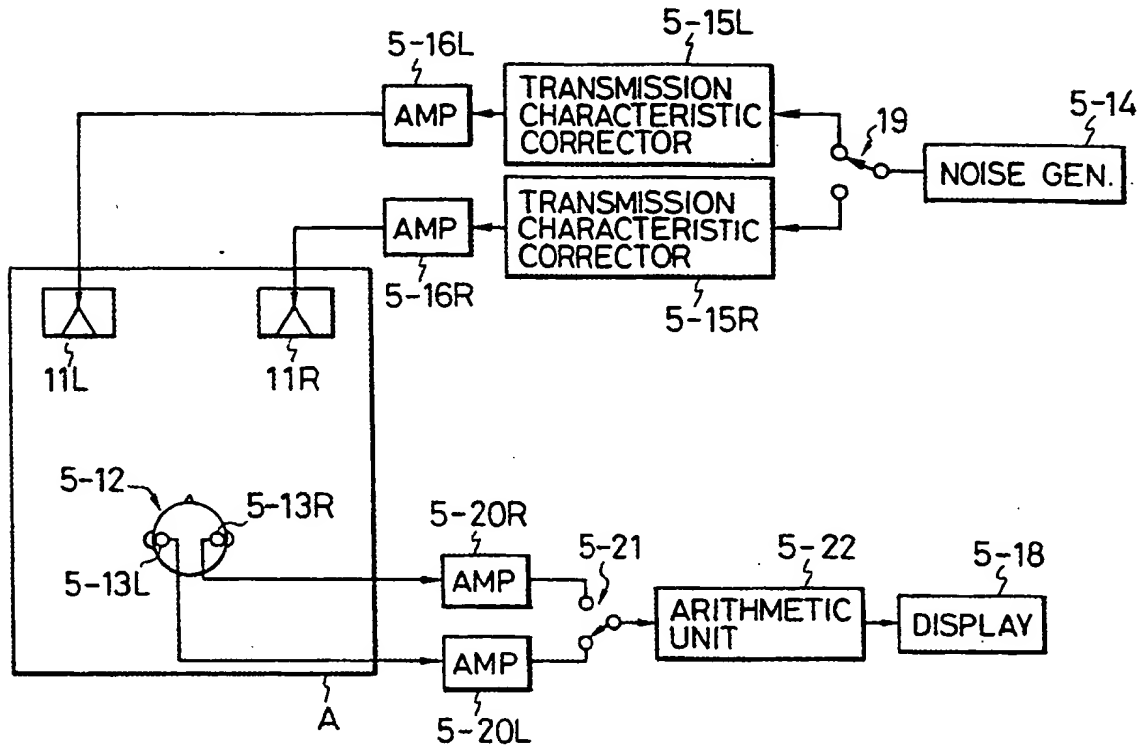 5-15L
5-16L
AMP
TRANSMISSION
CHARACTERISTIC
CORRECTOR
19
5-14
NOISE GEN.
AMP
TRANSMISSION
CHARACTERISTIC
CORRECTOR
5-16R
5-15R
11L
11R
5-12
5-13R
5-13L
5-20R
AMP
5-21
5-22
5-18
ARITHMETIC
UNIT
DISPLAY
AMP
5-20L
A